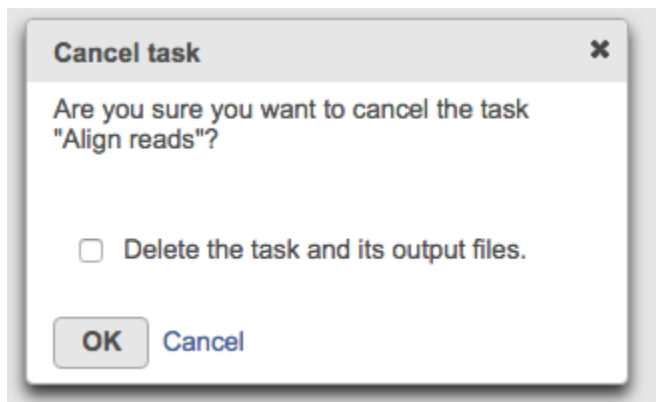 Cancel task
Are you sure you want to cancel the task
"Align reads"?
Delete the task and its output files.
OK Cancel